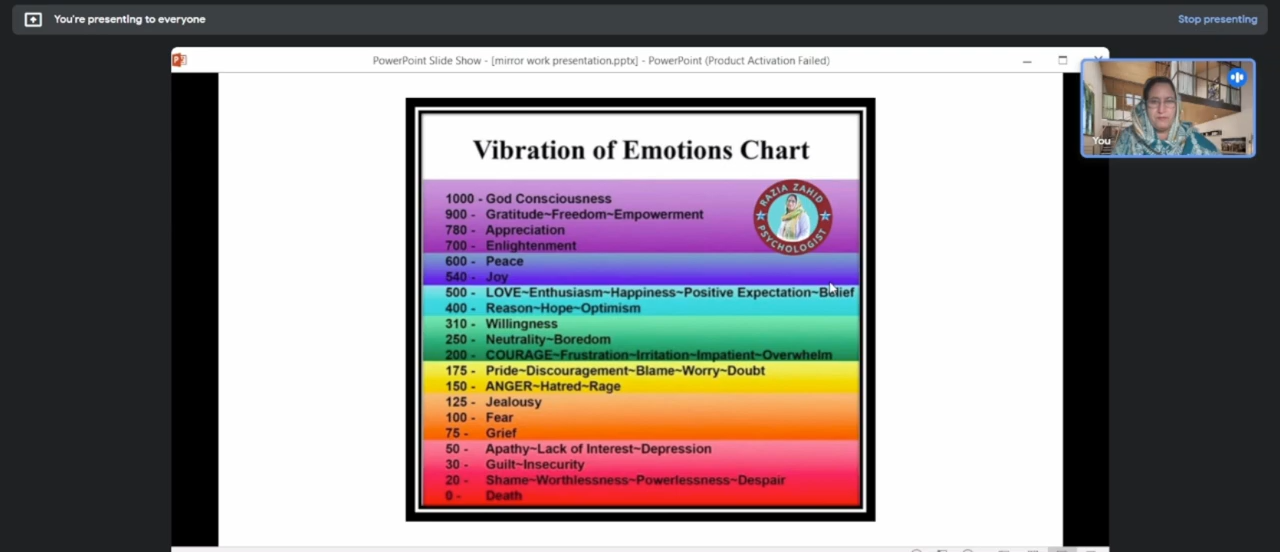 You're presenting to everyone
Stop presenting
PowerPoint Slide Show - [mirror work presentation.pptx] - PowerPoint (Product Activation Failed)
You
Vibration of Emotions Chart
RAZIA ZAHID
PSYCHOLOGIST
1000 - God Consciousness
900 - Gratitude~Freedom~Empowerment
780 - Appreciation
700 - Enlightenment
600 - Peace
540 - Joy
500 - LOVE~Enthusiasm~Happiness~Positive Expectation~Belief
400 - Reason~Hope~Optimism
310 - Willingness
250 - Neutrality~Boredom
200 - COURAGE~Frustration~Irritation~Impatient~Overwhelm
175 - Pride~Discouragement~Blame~Worry~Doubt
150 - ANGER~Hatred~Rage
125 - Jealousy
100 - Fear
75 - Grief
50 - Apathy~Lack of Interest~Depression
30 - Guilt~Insecurity
20 - Shame~Worthlessness~Powerlessness~Despair
0 - Death